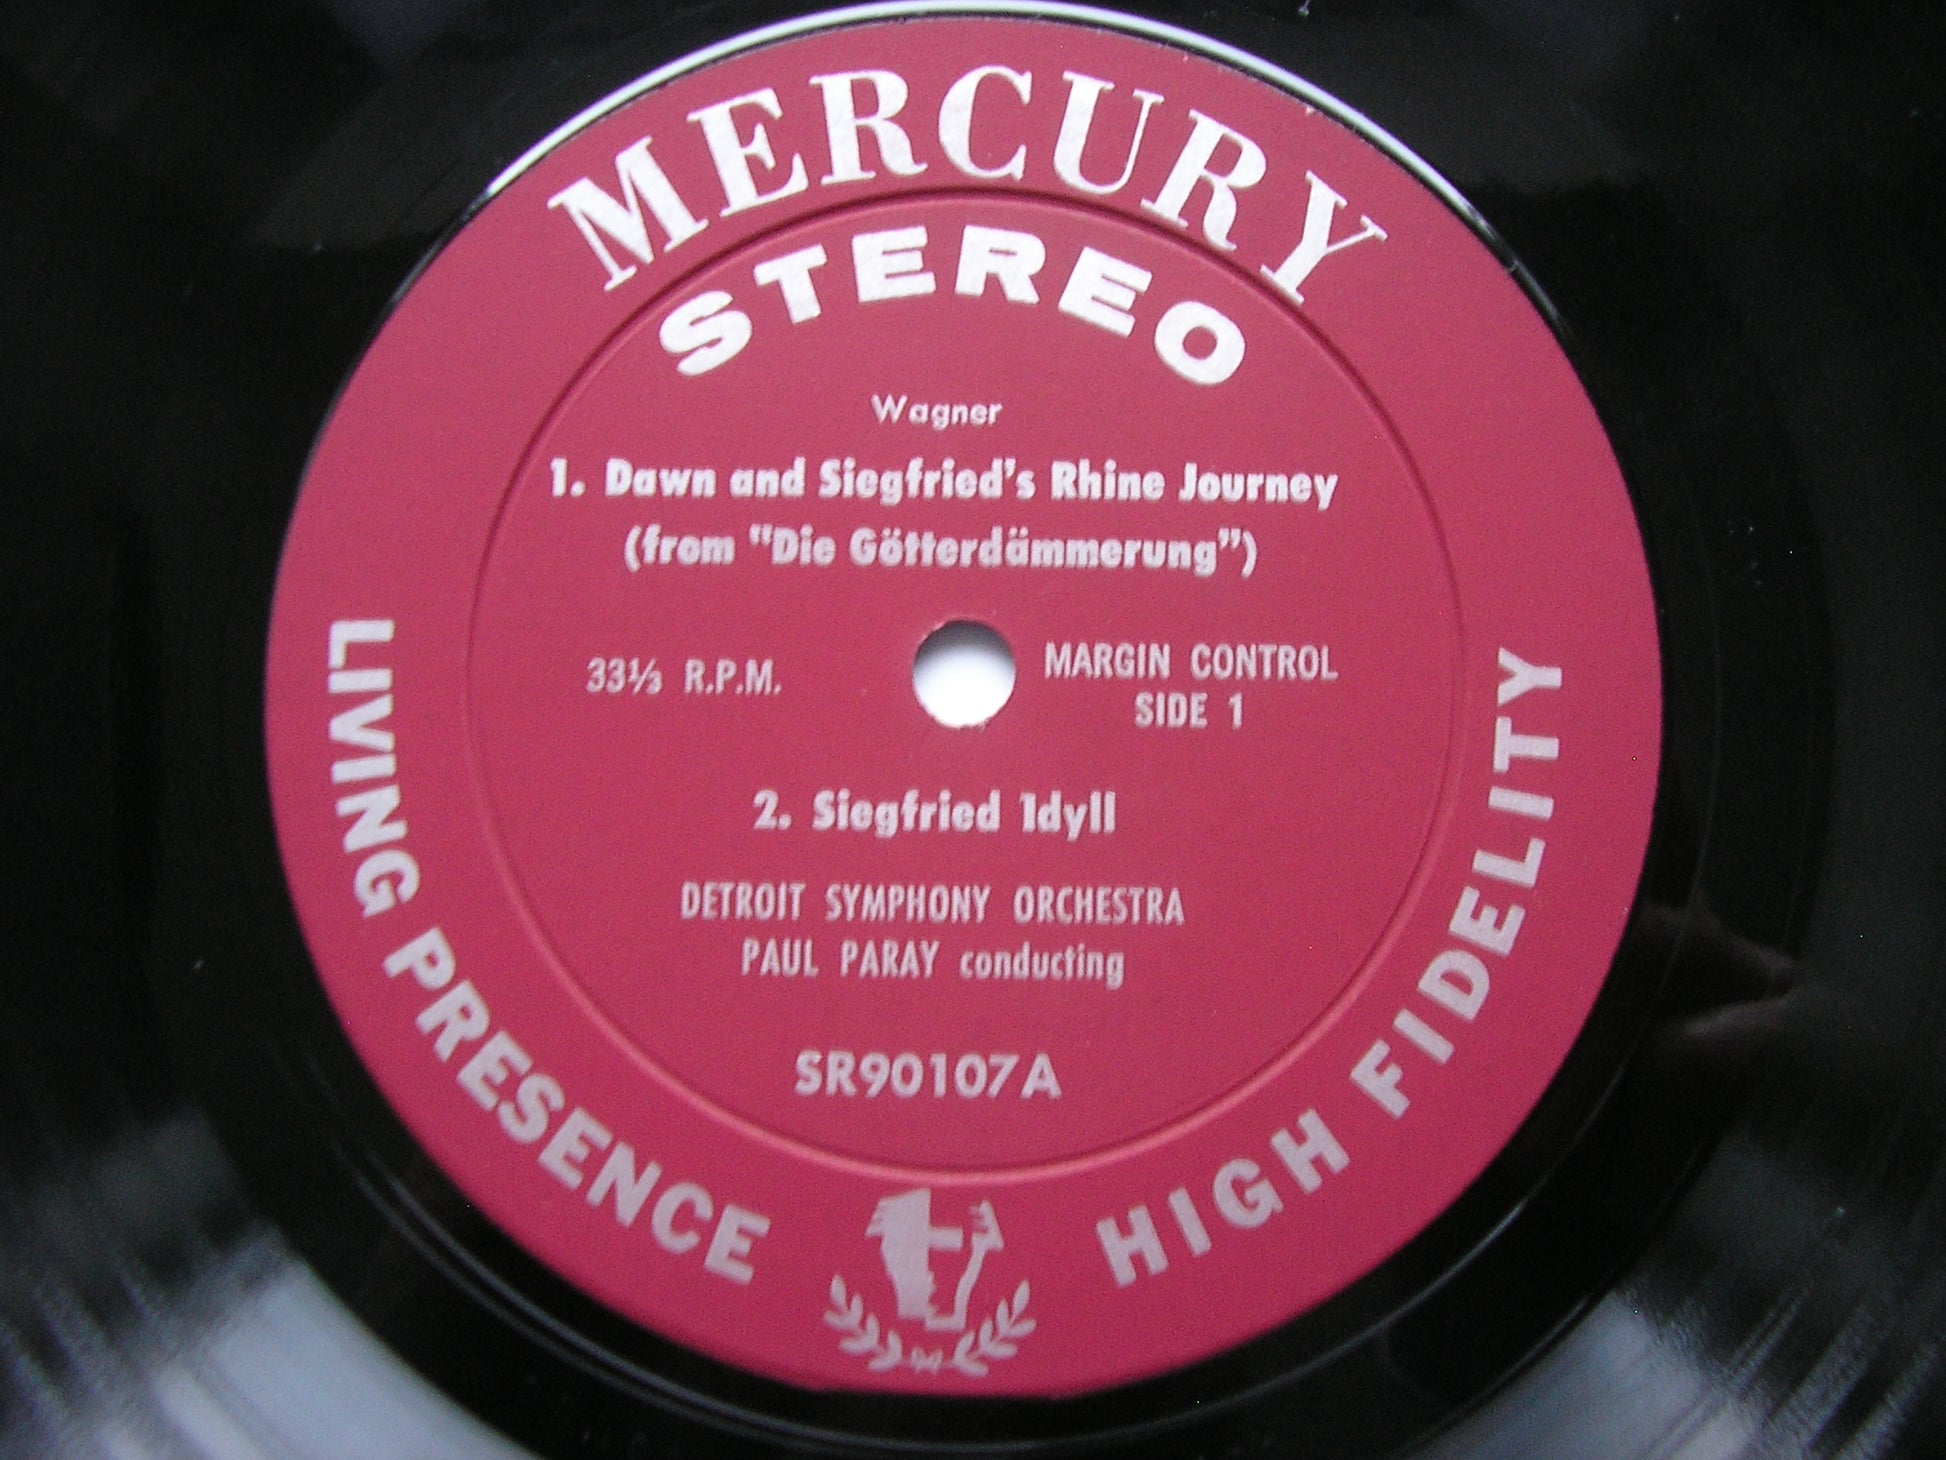 MERCURY
STEREO
Wagner
1. Dawn and Siegfried's Rhine Journey
(from "Die Götterdämmerung")
33⅓ R.P.M.
MARGIN CONTROL
SIDE 1
2. Siegfried Idyll
DETROIT SYMPHONY ORCHESTRA
PAUL PARAY conducting
SR90107A
LIVING PRESENCE
HIGH FIDELITY